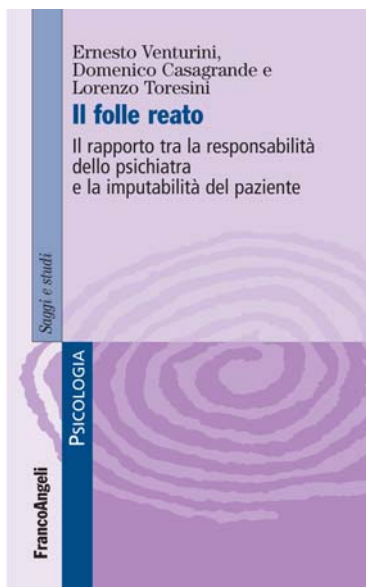 Ernesto Venturini,
Domenico Casagrande e
Lorenzo Toresini
Il folle reato
Il rapporto tra la responsabilità
dello psichiatra
e la imputabilità del paziente
Saggi e studi
PSICOLOGIA
FrancoAngeli